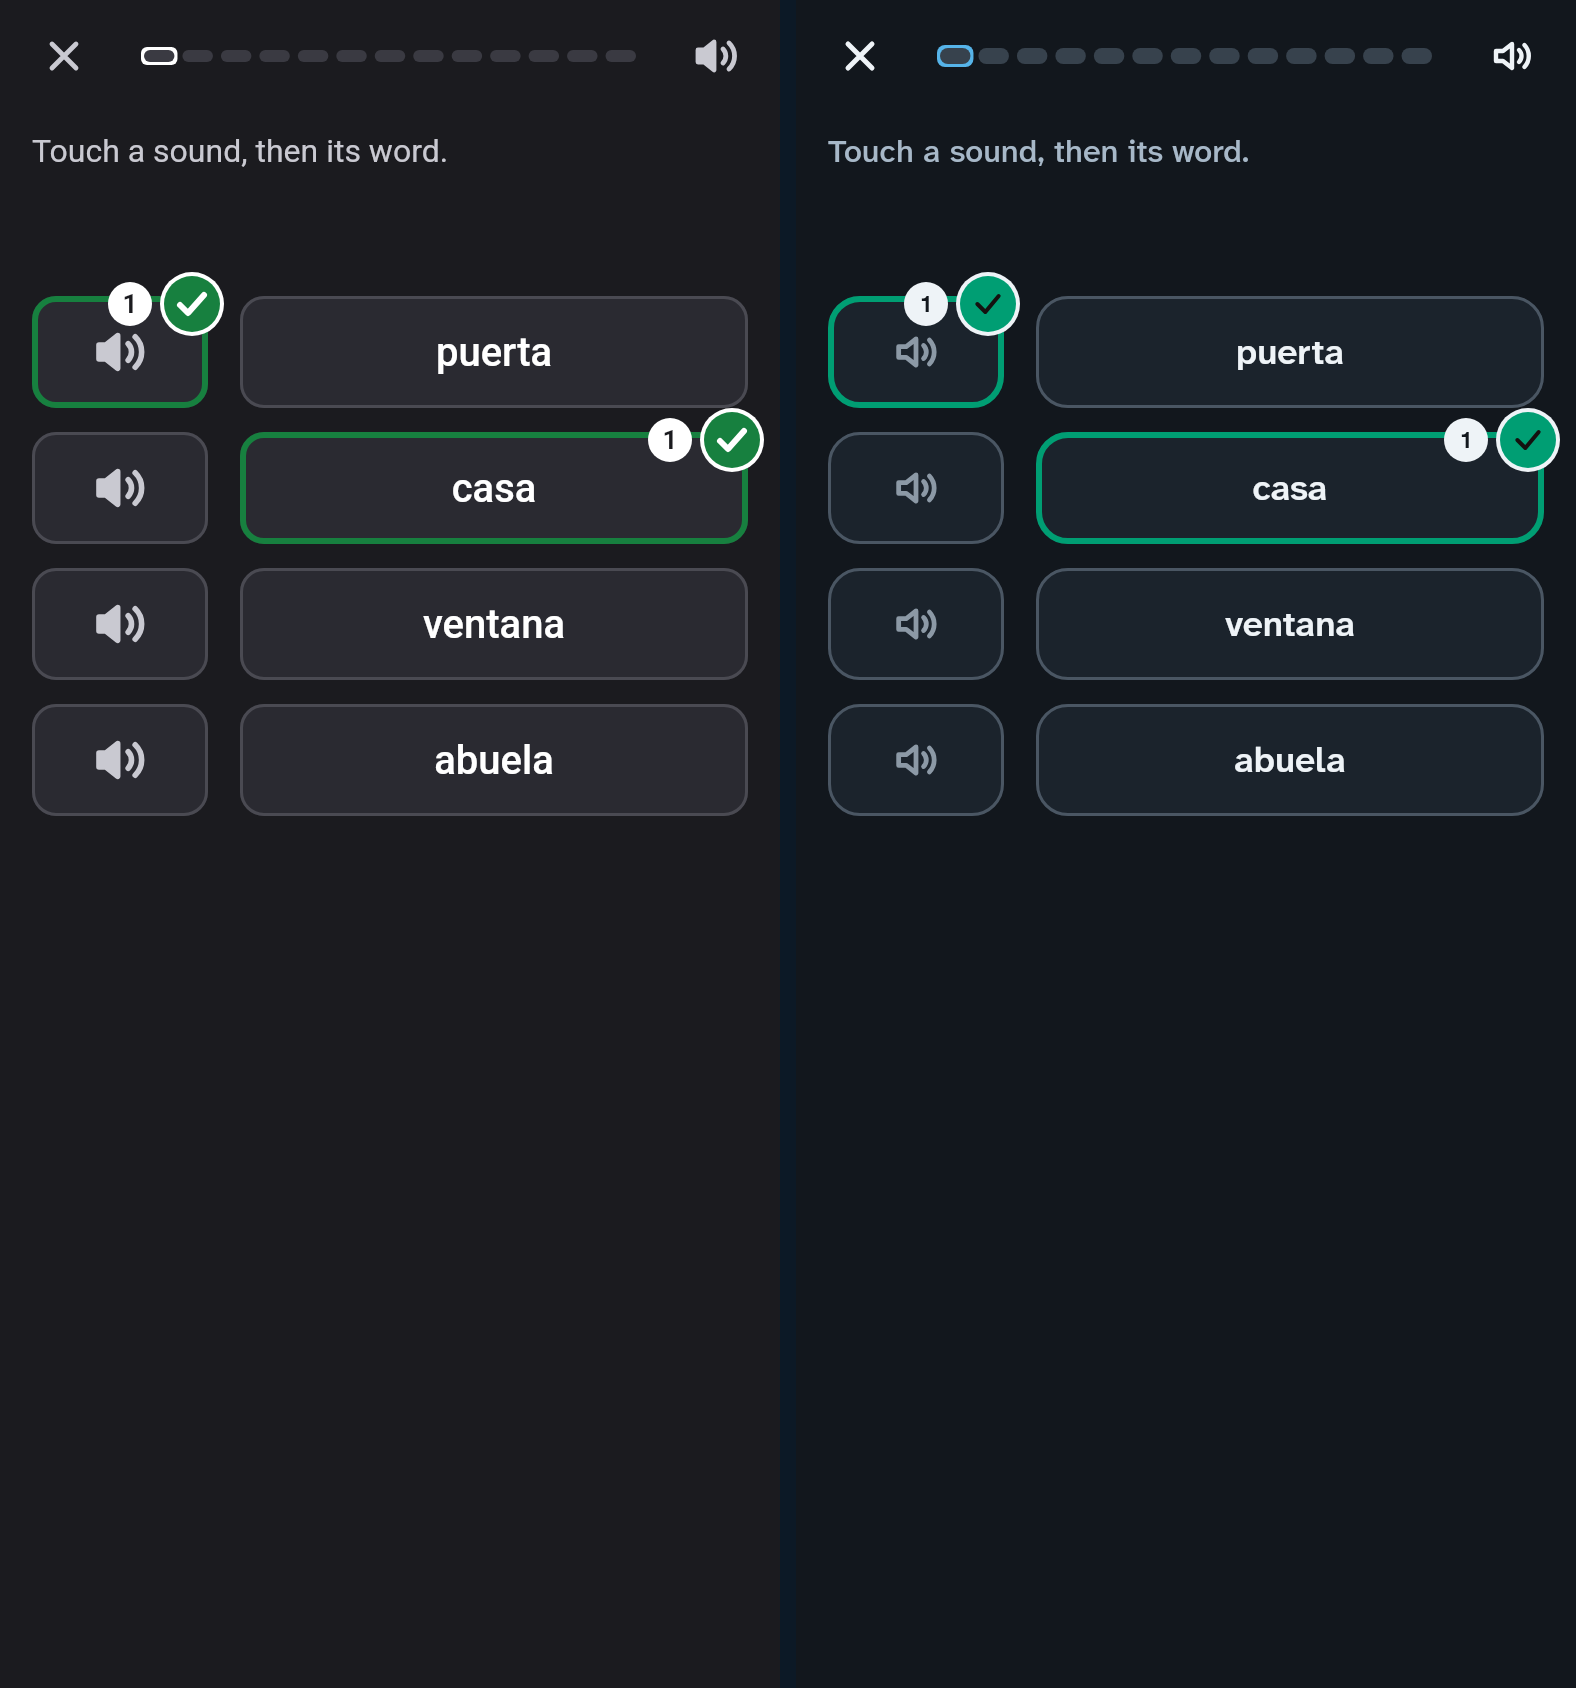 Touch a sound, then its word.
1
puerta
1
casa
ventana
abuela
Touch a sound, then its word.
1
puerta
1
casa
ventana
abuela